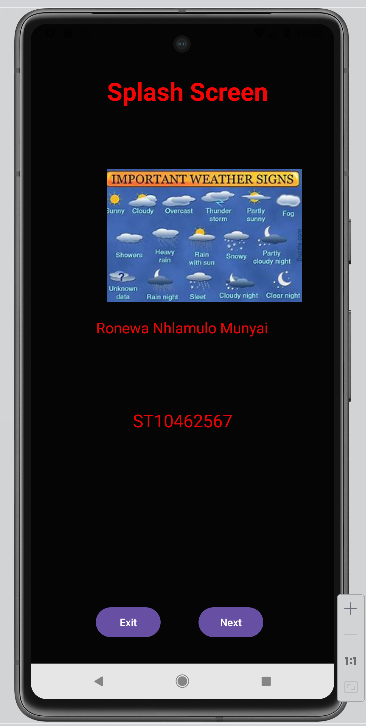 Splash Screen
IMPORTANT WEATHER SIGNS
Sunny Cloudy Overcast Thunder storm Partly sunny Fog
Showers Heavy rain Rain with sun Snowy Partly cloudy night
Unknown data Rain night Sleet Cloudy night Clear night
Ronewa Nhlamulo Munyai
ST10462567
Exit Next
1:1